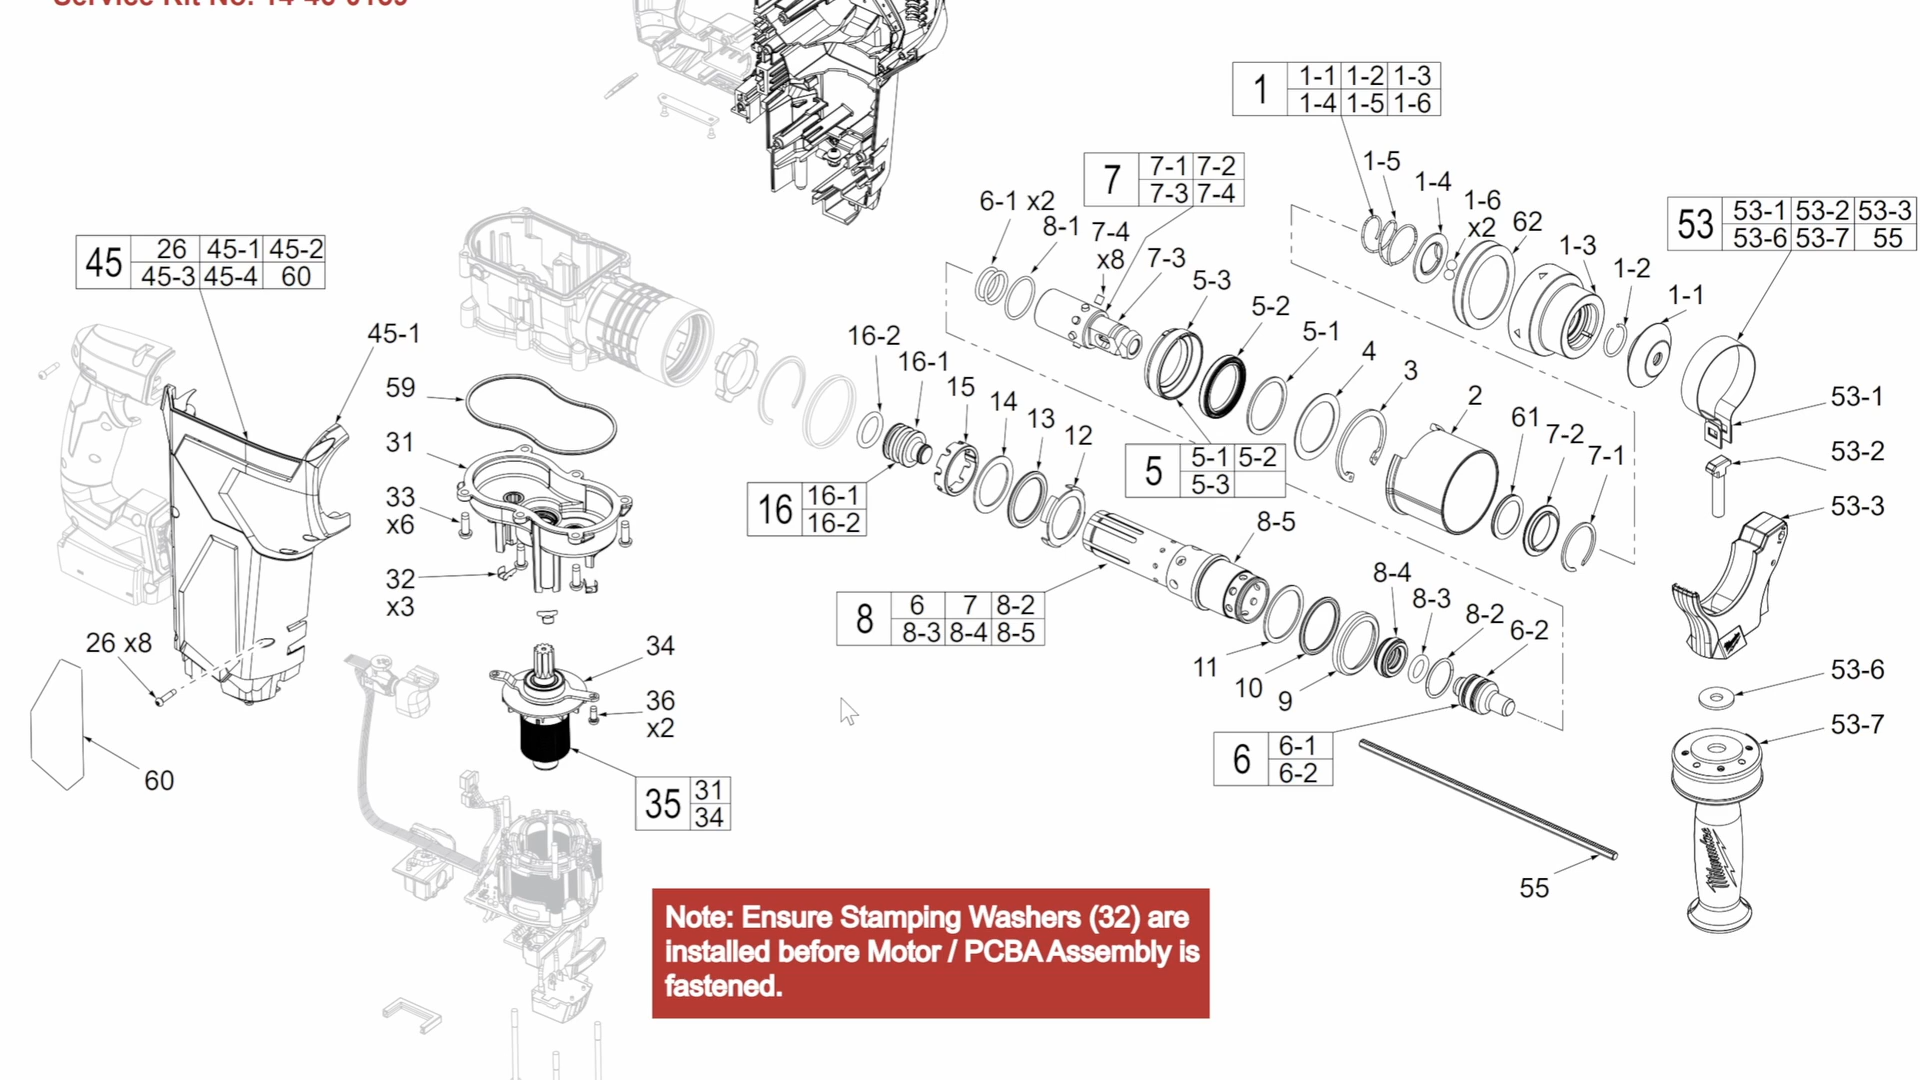 1 1-1 1-2 1-3
1-4 1-5 1-6
1-5
1-4
1-6
x2
62
1-3
1-2
1-1
7 7-1 7-2
7-3 7-4
6-1 x2
8-1
7-4
x8
7-3
5-3
5-2
5-1
4
3
2
61
7-2
7-1
53 53-1 53-2 53-3
53-6 53-7 55
53-1
53-2
53-3
53-6
53-7
45 26 45-1 45-2
45-3 45-4 60
45-1
59
31
33
x6
32
x3
26 x8
60
34
36
x2
35 31
34
16-2
16-1
15
14
13
12
16 16-1
16-2
5 5-1 5-2
5-3
8-5
8 6 7 8-2
8-3 8-4 8-5
11
10
9
8-4
8-3
8-2
6-2
6 6-1
6-2
55
Milwaukee
Note: Ensure Stamping Washers (32) are
installed before Motor / PCBA Assembly is
fastened.